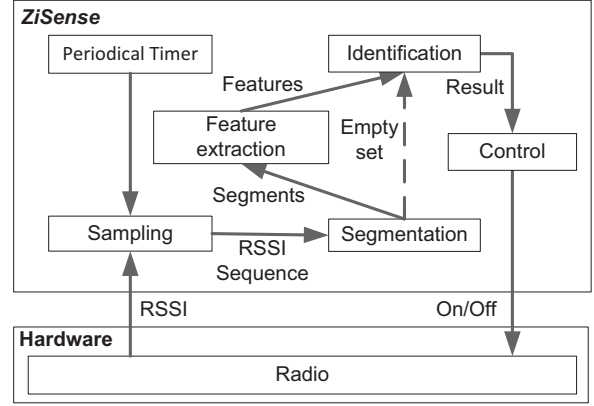 ZiSense
Periodical Timer
Identification
Features
Result
Feature
extraction
Empty
set
Control
Segments
Sampling
Segmentation
RSSI
Sequence
RSSI
On/Off
Hardware
Radio